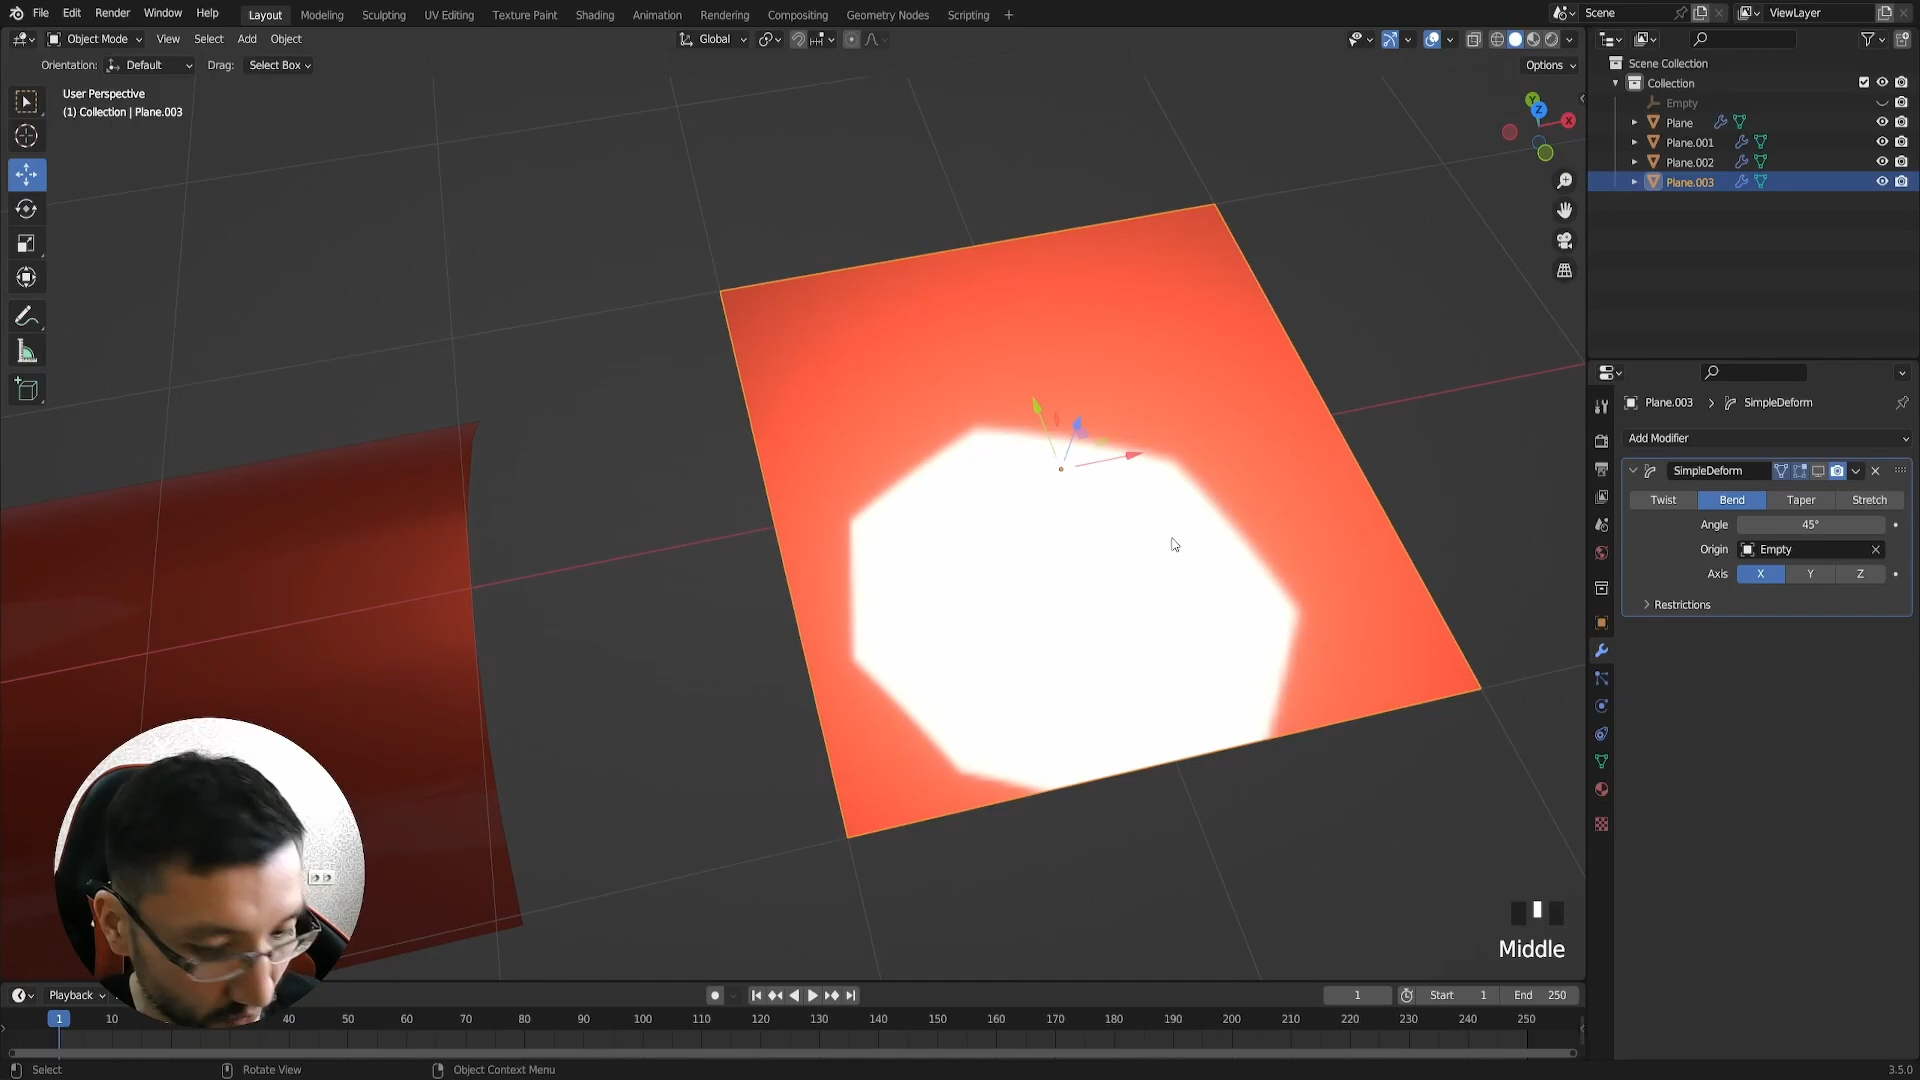 File Edit Render Window Help Layout Modeling Sculpting UV Editing Texture Paint Shading Animation Rendering Compositing Geometry Nodes Scripting + Scene ViewLayer
Object Mode View Select Add Object Global
Orientation: Default Drag: Select Box Options
User Perspective
(1) Collection | Plane.003
Y
Z
X
Scene Collection
Collection
Empty
Plane
Plane.001
Plane.002
Plane.003
Plane.003 SimpleDeform
Add Modifier
SimpleDeform
Twist Bend Taper Stretch
Angle 45°
Origin Empty
Axis X Y Z
Restrictions
Middle
Playback 1 Start 1 End 250
1 10 40 50 60 70 80 90 100 110 120 130 140 150 160 170 180 190 200 210 220 230 240 250
Select Rotate View Object Context Menu 3.5.0